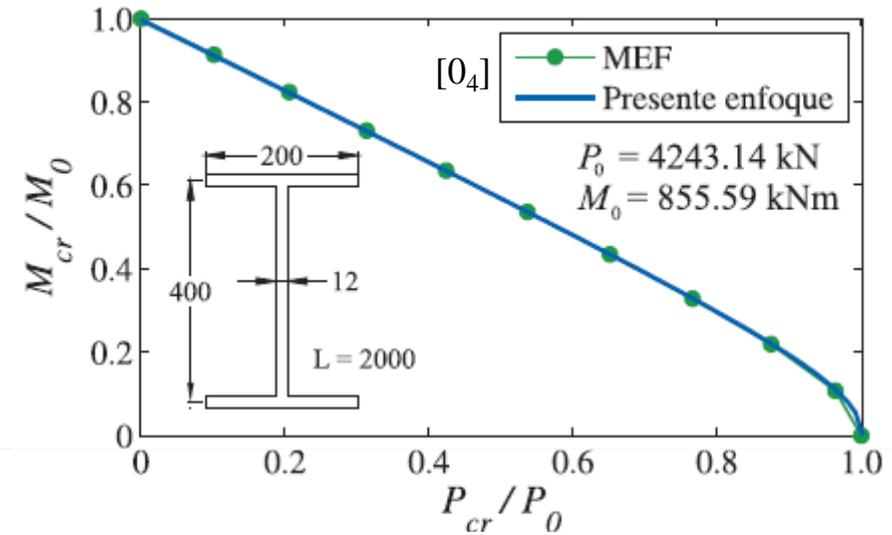 1.0
0.8
0.6
0.4
0.2
0
M_cr / M_0
[0_4]
MEF
Presente enfoque
P_0 = 4243.14 kN
M_0 = 855.59 kNm
200
400
12
L = 2000
0 0.2 0.4 0.6 0.8 1.0
P_cr / P_0